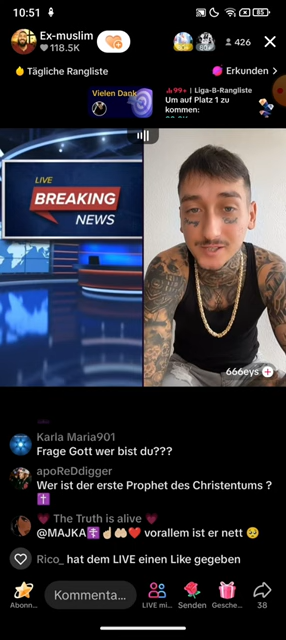 10:51
85
Ex-muslim
118.5K
426
Tägliche Rangliste
Erkunden
Vielen Dank
99+ | Liga-B-Rangliste
Um auf Platz 1 zu
kommen:
LIVE
BREAKING
NEWS
666eys
Karla Maria901
Frage Gott wer bist du???
apoReDdigger
Wer ist der erste Prophet des Christentums ?
✝️
💗 The Truth is alive 💗
@MAJKA✝️☝🏻🤲🏻❤️ vorallem ist er nett 🥺
Rico_ hat dem LIVE einen Like gegeben
Abonn...
Kommenta...
LIVE mi...
Senden
Gesche...
38